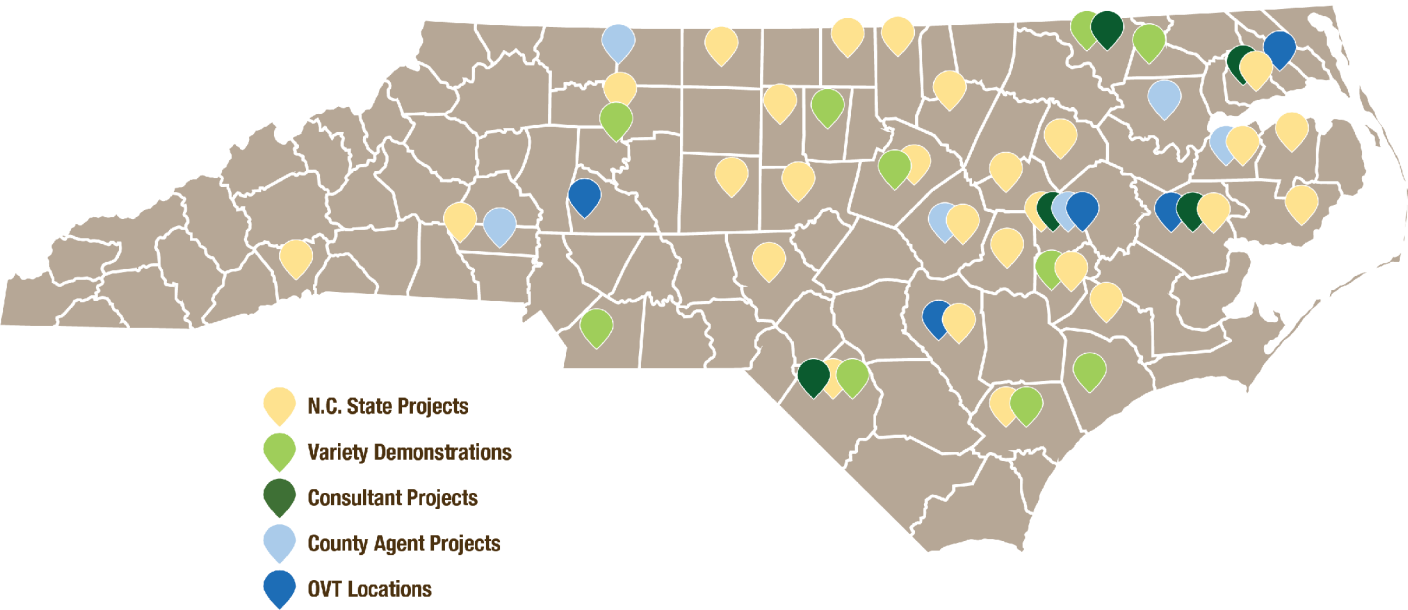 N.C. State Projects
Variety Demonstrations
Consultant Projects
County Agent Projects
OVT Locations